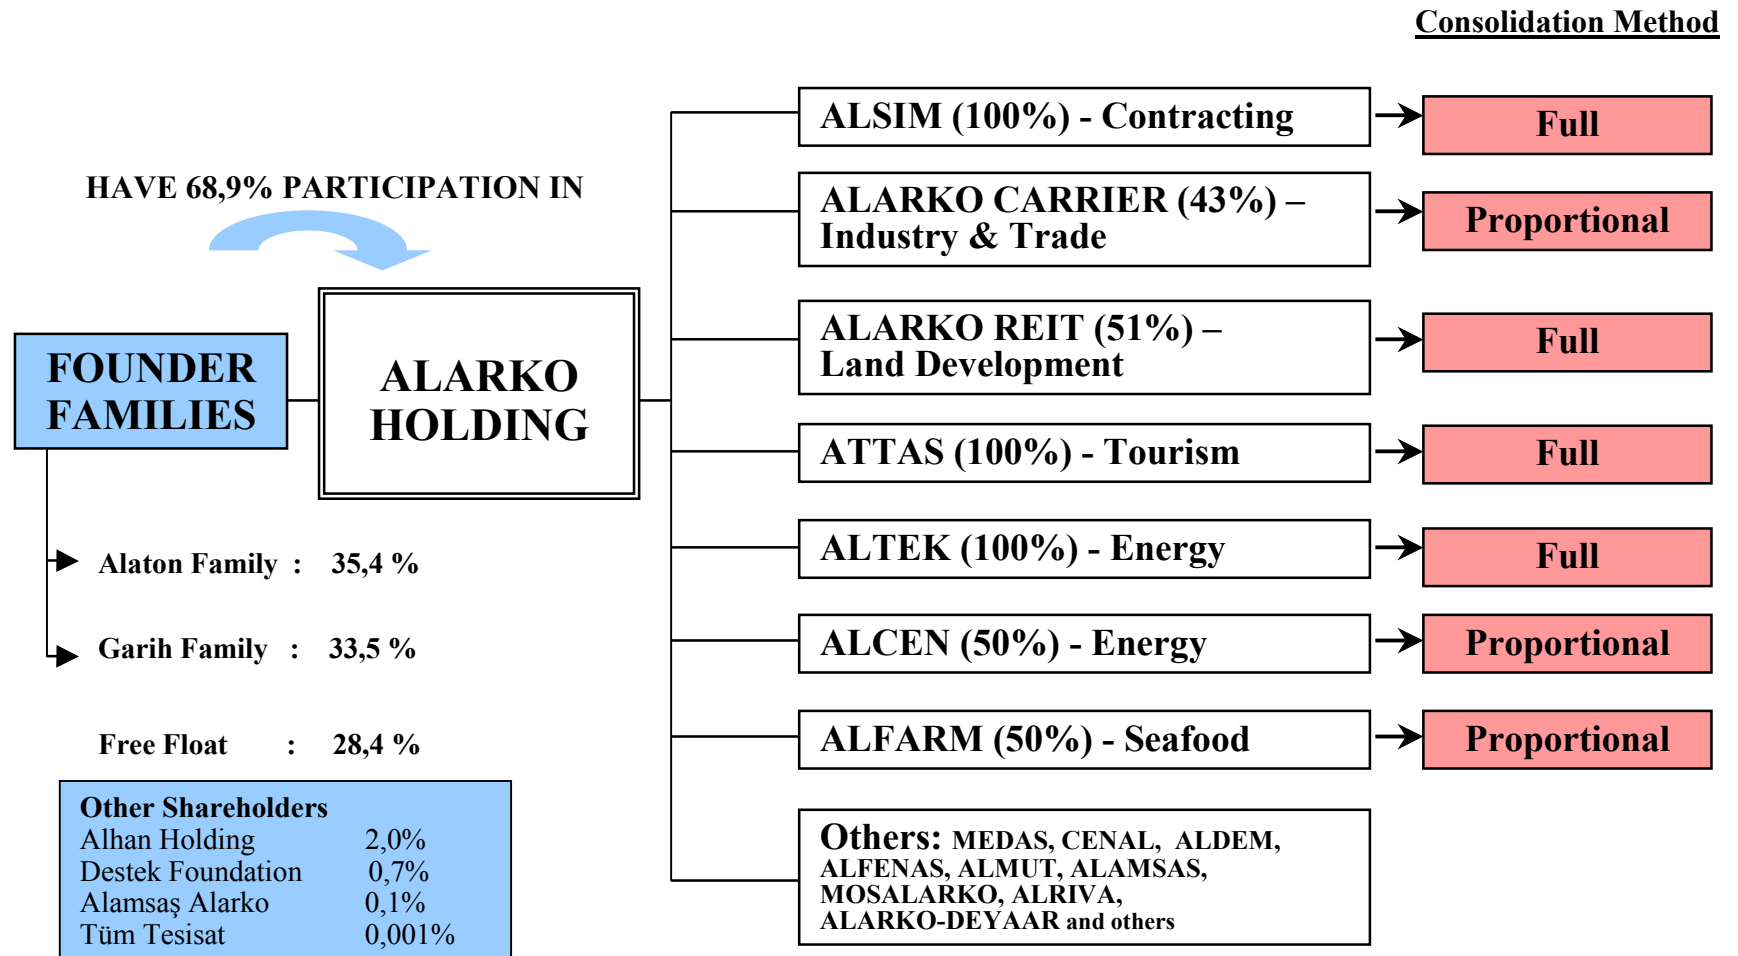 Consolidation Method
HAVE 68,9% PARTICIPATION IN
FOUNDER
FAMILIES
ALARKO
HOLDING
ALSIM (100%) - Contracting
Full
ALARKO CARRIER (43%) –
Industry & Trade
Proportional
ALARKO REIT (51%) –
Land Development
Full
ATTAS (100%) - Tourism
Full
ALTEK (100%) - Energy
Full
ALCEN (50%) - Energy
Proportional
ALFARM (50%) - Seafood
Proportional
Others: MEDAS, CENAL, ALDEM,
ALFENAS, ALMUT, ALAMSAS,
MOSALARKO, ALRIVA,
ALARKO-DEYAAR and others
Alaton Family : 35,4 %
Garih Family : 33,5 %
Free Float : 28,4 %
Other Shareholders
Alhan Holding 2,0%
Destek Foundation 0,7%
Alamsaş Alarko 0,1%
Tüm Tesisat 0,001%